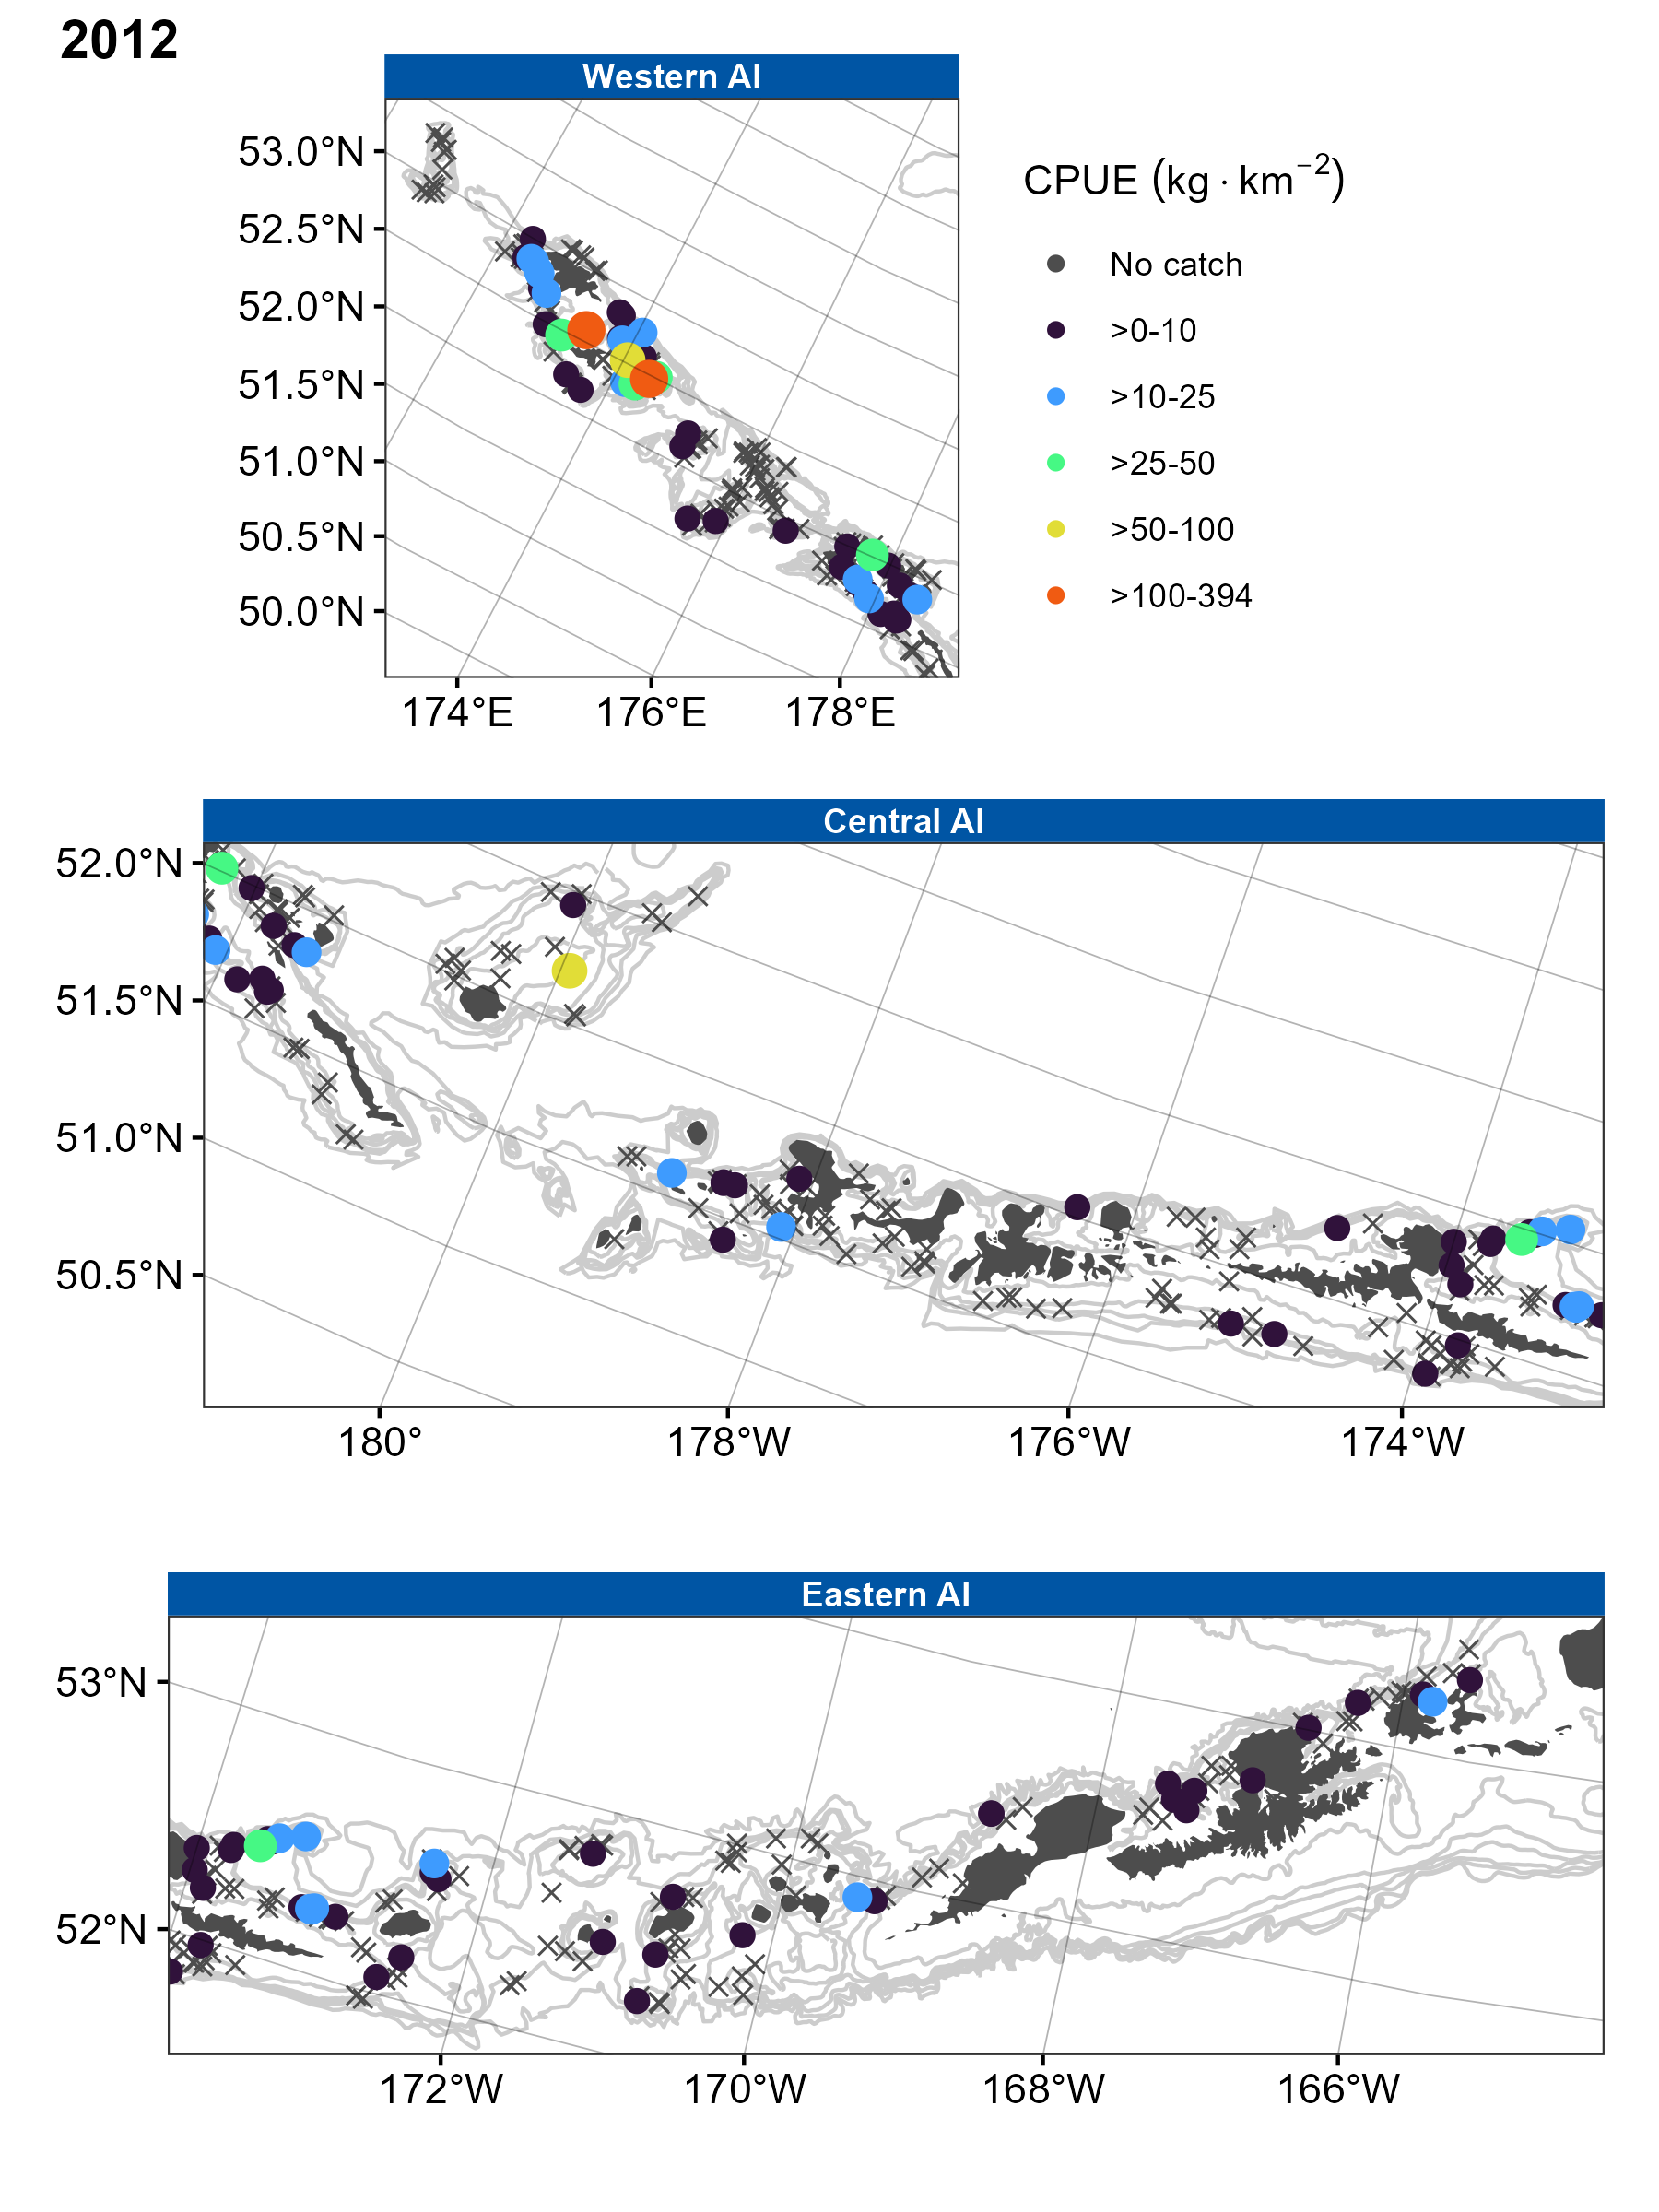 2012
Western AI
53.0°N
52.5°N
52.0°N
51.5°N
51.0°N
50.5°N
50.0°N
174°E 176°E 178°E
CPUE (kg · km⁻²)
No catch
>0-10
>10-25
>25-50
>50-100
>100-394
Central AI
52.0°N
51.5°N
51.0°N
50.5°N
180° 178°W 176°W 174°W
Eastern AI
53°N
52°N
172°W 170°W 168°W 166°W